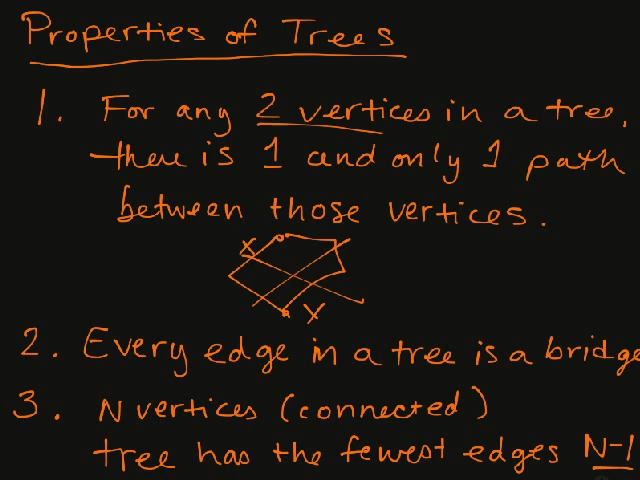 Properties of Trees
1. For any 2 vertices in a tree,
there is 1 and only 1 path
between those vertices.
X
Y
2. Every edge in a tree is a bridge
3. N vertices (connected)
tree has the fewest edges N-1